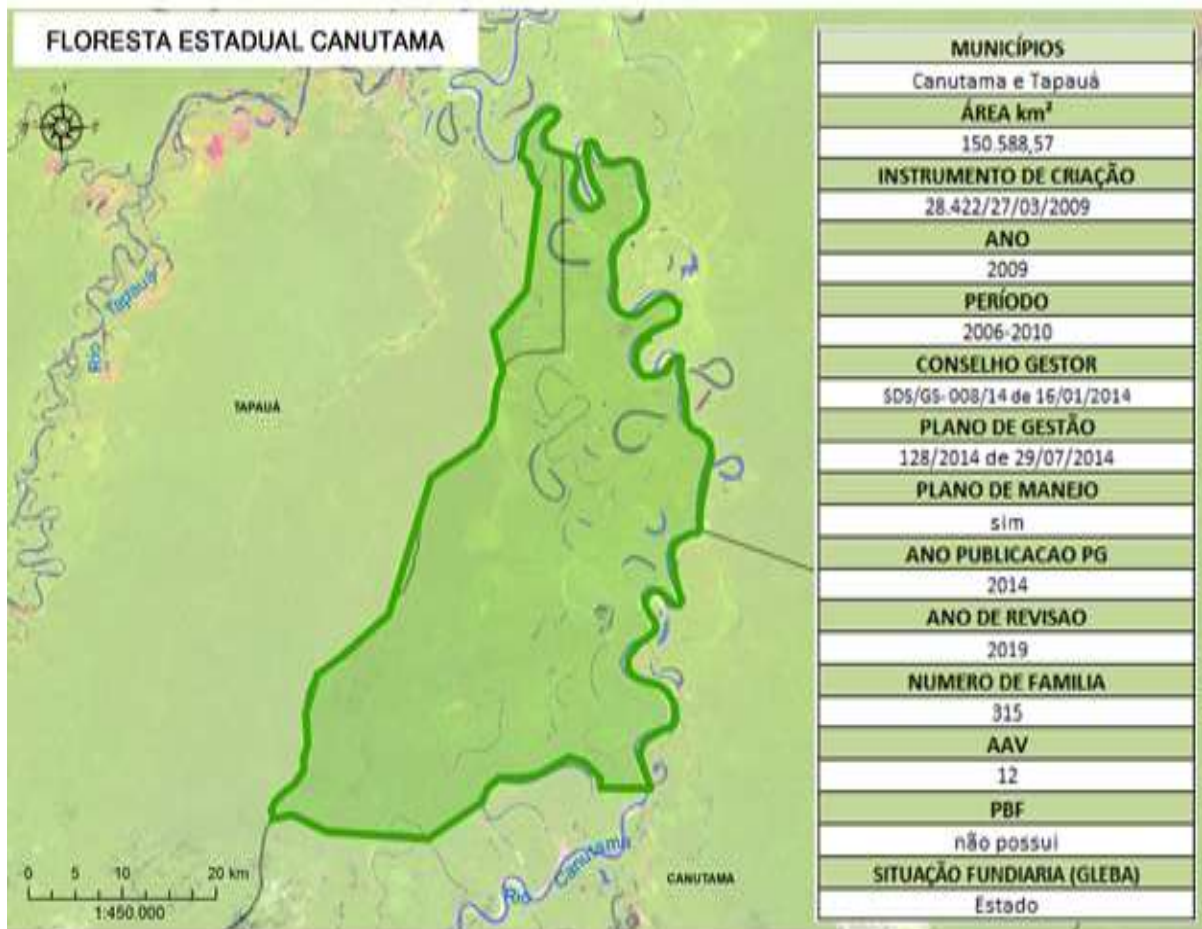 FLORESTA ESTADUAL CANUTAMA
Rio Tapauá
TAPAUÁ
Rio Canutama
CANUTAMA
0 5 10 20 km
1:450.000
MUNICÍPIOS
Canutama e Tapauá
ÁREA km²
150.588,57
INSTRUMENTO DE CRIAÇÃO
28.422/27/03/2009
ANO
2009
PERÍODO
2006-2010
CONSELHO GESTOR
SDS/GS-008/14 de 16/01/2014
PLANO DE GESTÃO
128/2014 de 29/07/2014
PLANO DE MANEJO
sim
ANO PUBLICACAO PG
2014
ANO DE REVISAO
2019
NUMERO DE FAMILIA
315
AAV
12
PBF
não possui
SITUAÇÃO FUNDIARIA (GLEBA)
Estado